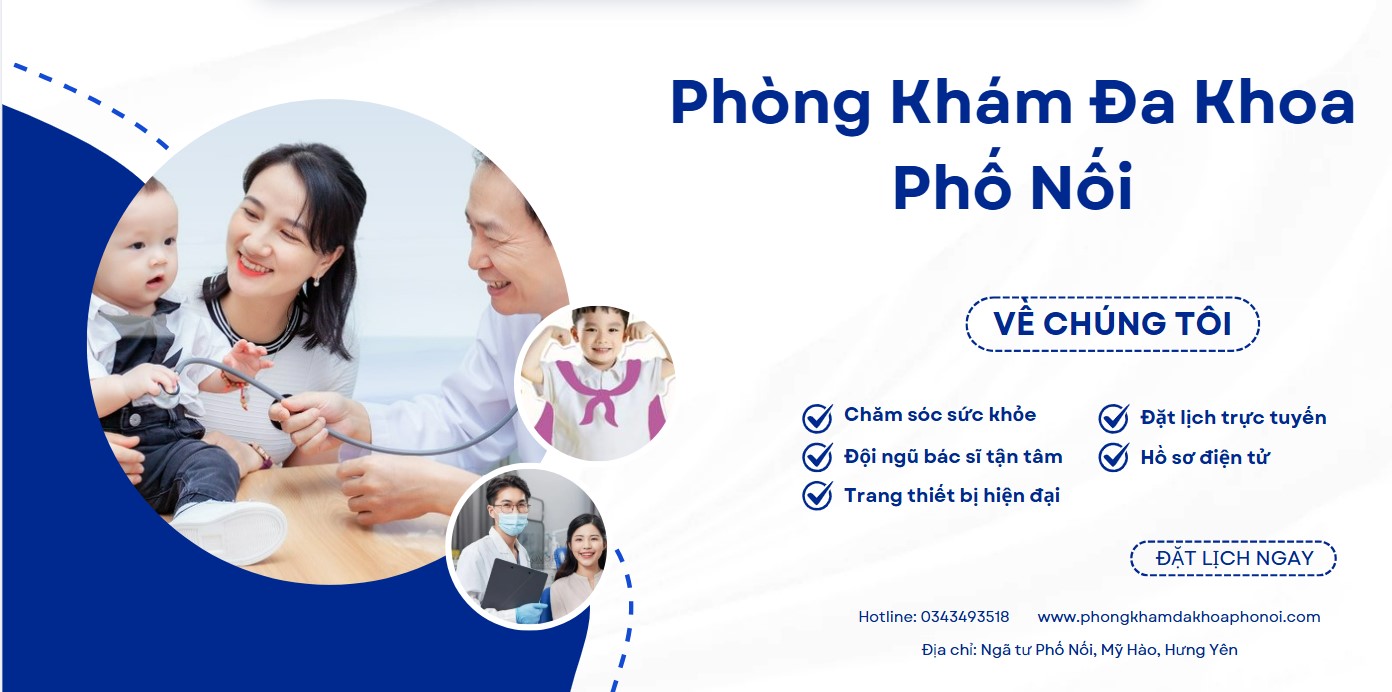 Phòng Khám Đa Khoa
Phố Nối
VỀ CHÚNG TÔI
Chăm sóc sức khỏe
Đội ngũ bác sĩ tận tâm
Trang thiết bị hiện đại
Đặt lịch trực tuyến
Hồ sơ điện tử
ĐẶT LỊCH NGAY
Hotline: 0343493518 www.phongkhamdakhoaphonoi.com
Địa chỉ: Ngã tư Phố Nối, Mỹ Hào, Hưng Yên